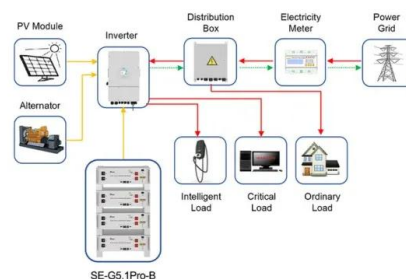 PV Module
Inverter
Distribution
Box
Electricity
Meter
Power
Grid
Alternator
Intelligent
Load
Critical
Load
Ordinary
Load
SE-G5.1Pro-B